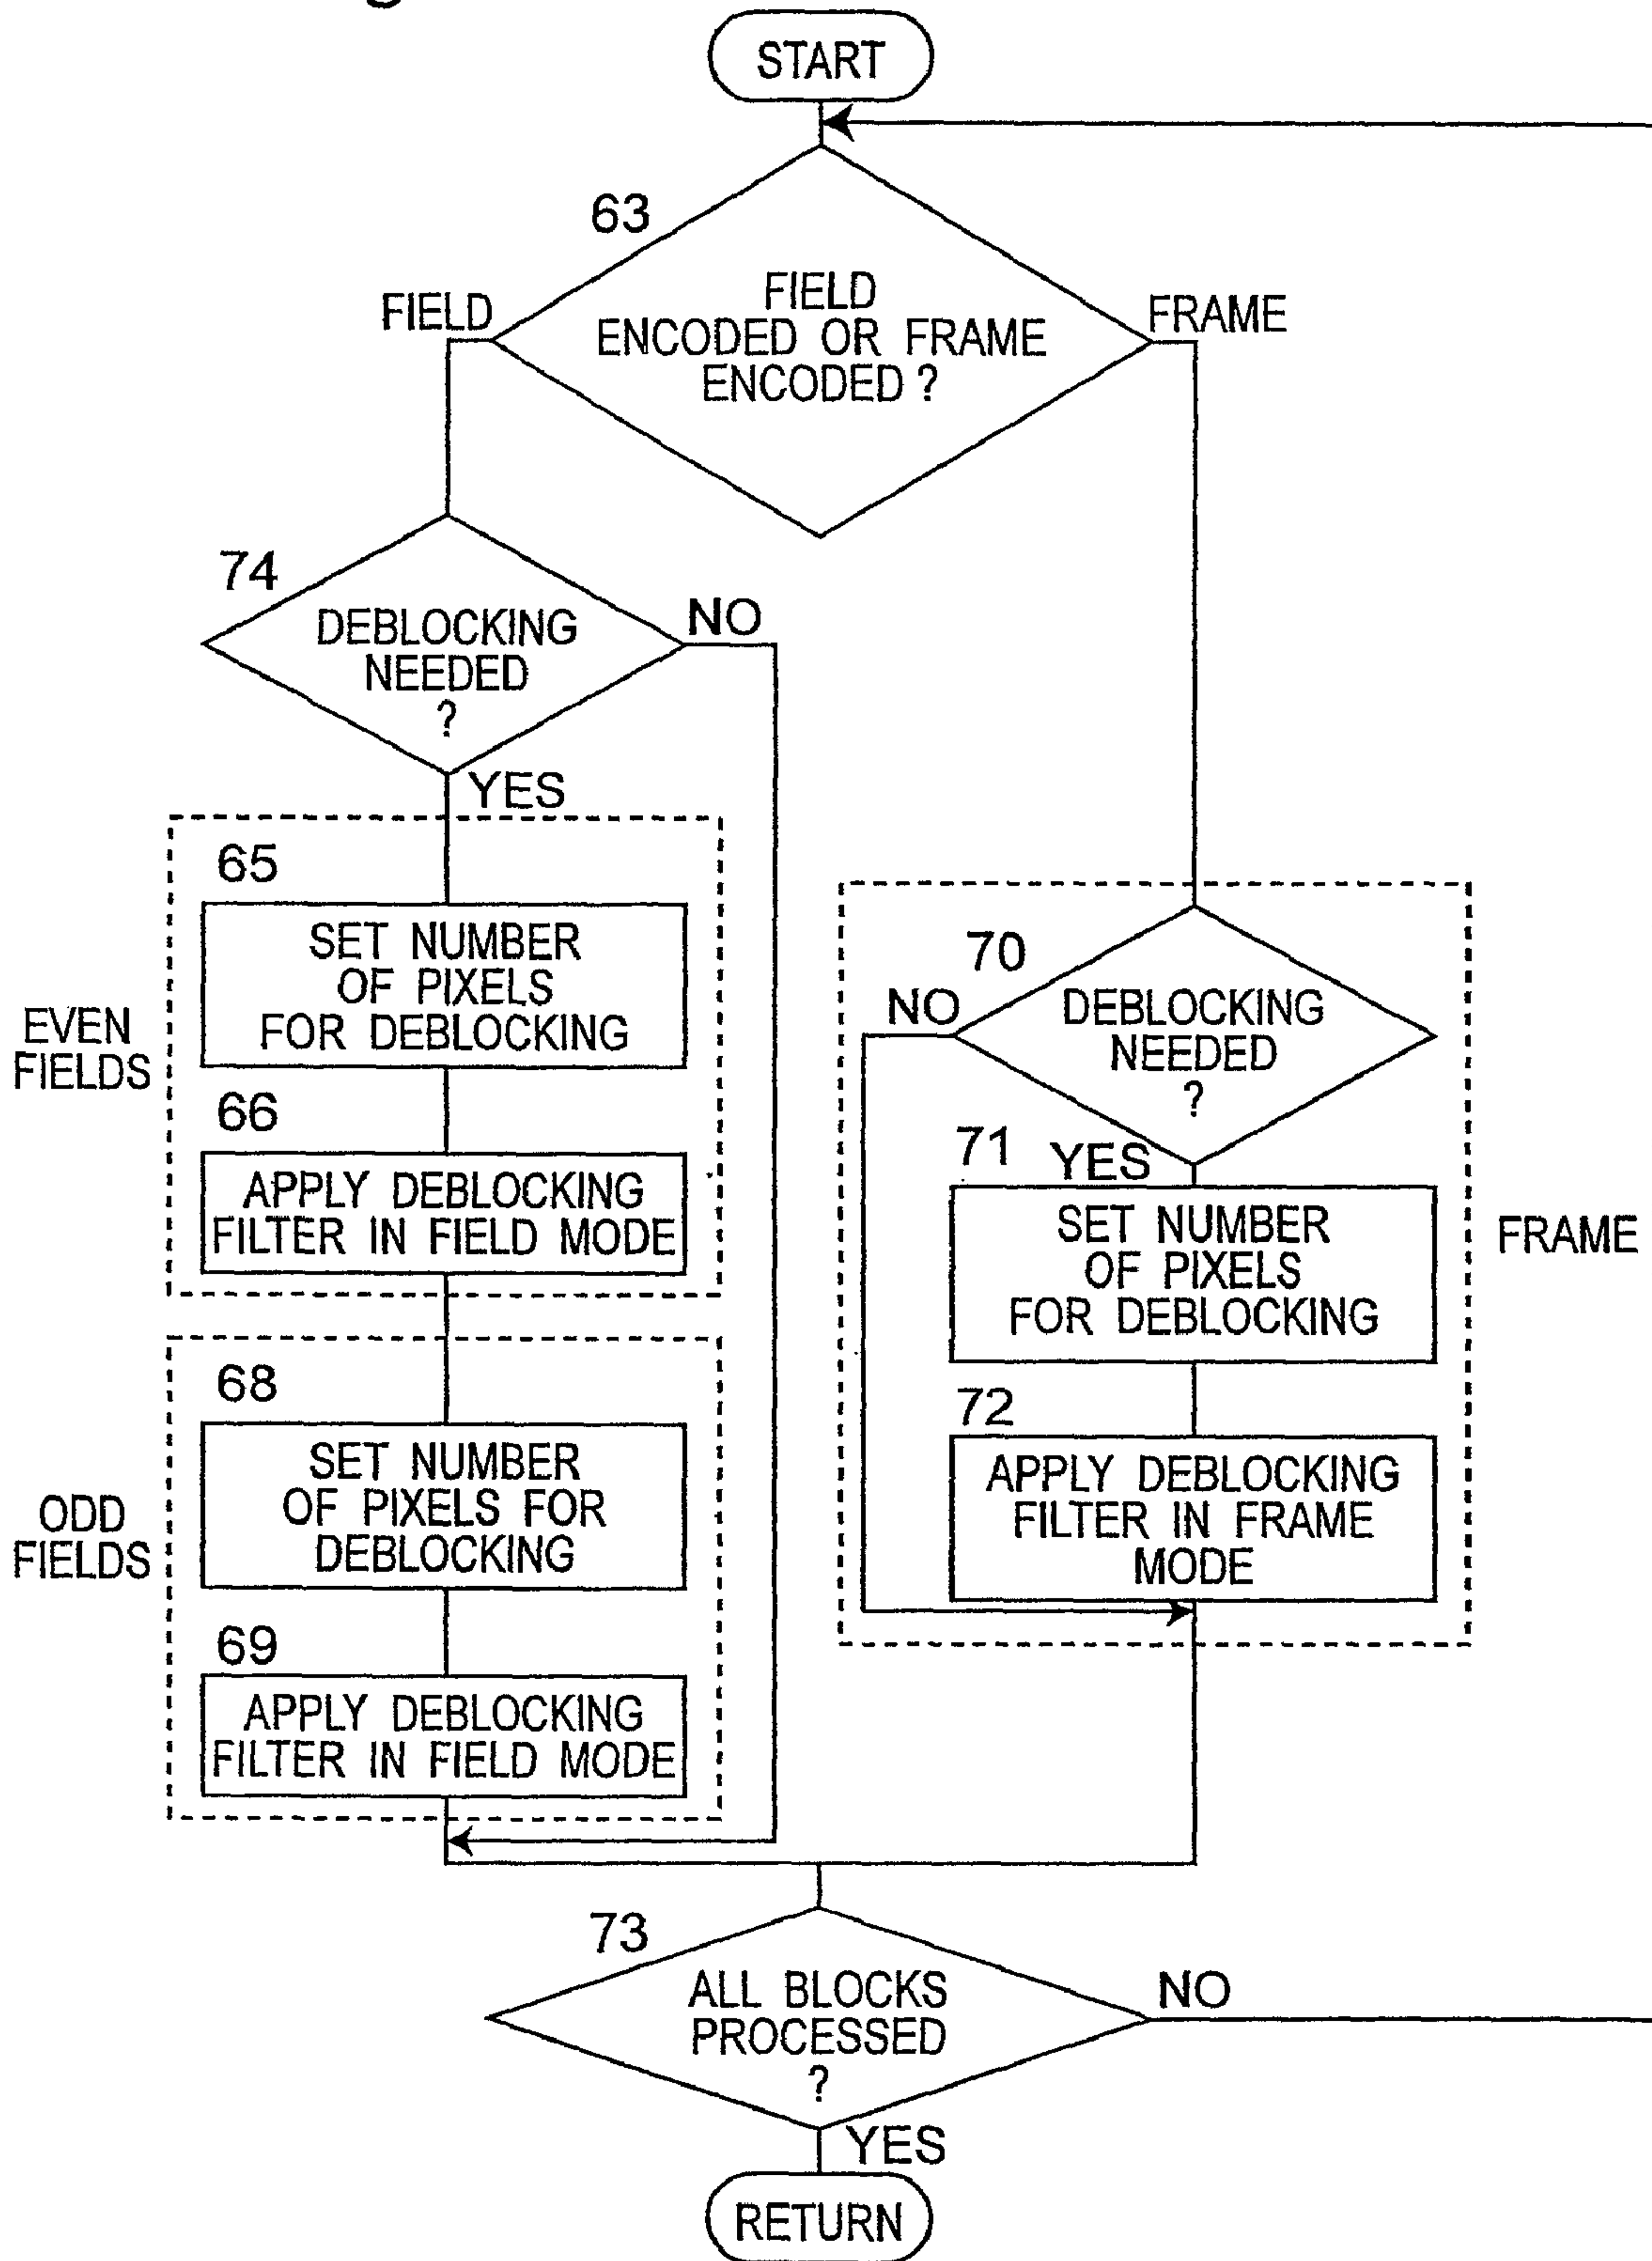 START
63
FIELD
ENCODED OR FRAME
ENCODED ?
FIELD
FRAME
74
DEBLOCKING
NEEDED
?
NO
YES
EVEN
FIELDS
65
SET NUMBER
OF PIXELS
FOR DEBLOCKING
66
APPLY DEBLOCKING
FILTER IN FIELD MODE
ODD
FIELDS
68
SET NUMBER
OF PIXELS FOR
DEBLOCKING
69
APPLY DEBLOCKING
FILTER IN FIELD MODE
70
NO
DEBLOCKING
NEEDED
?
71
YES
SET NUMBER
OF PIXELS
FOR DEBLOCKING
FRAME
72
APPLY DEBLOCKING
FILTER IN FRAME
MODE
73
ALL BLOCKS
PROCESSED
?
NO
YES
RETURN